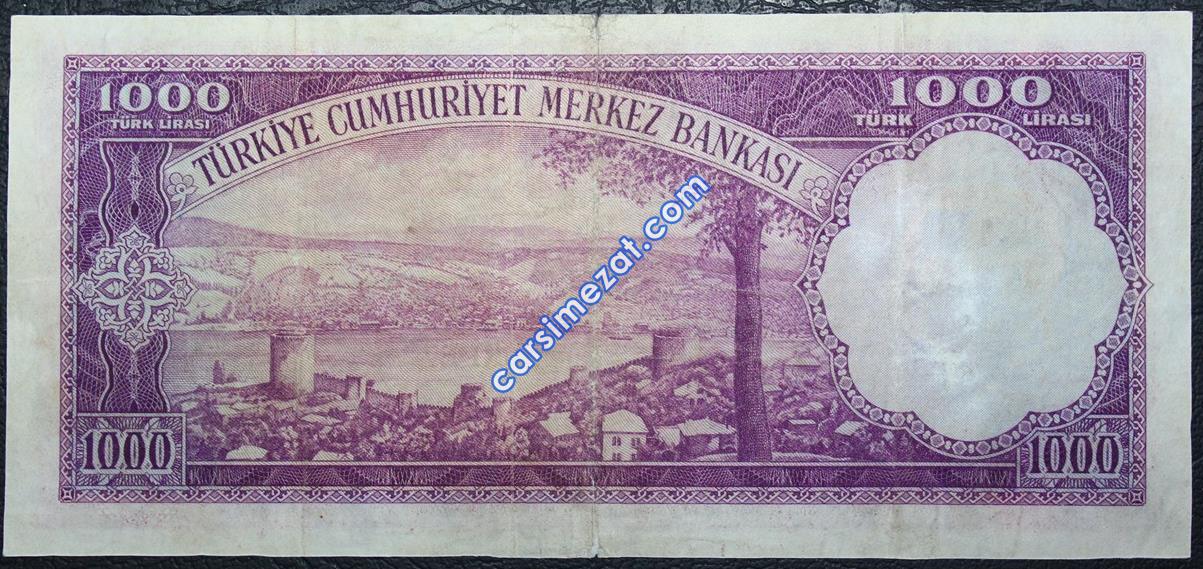 1000
TÜRK LİRASI
TÜRKİYE CUMHURİYET MERKEZ BANKASI
1000
TÜRK LİRASI
carsimezat.com
1000
1000